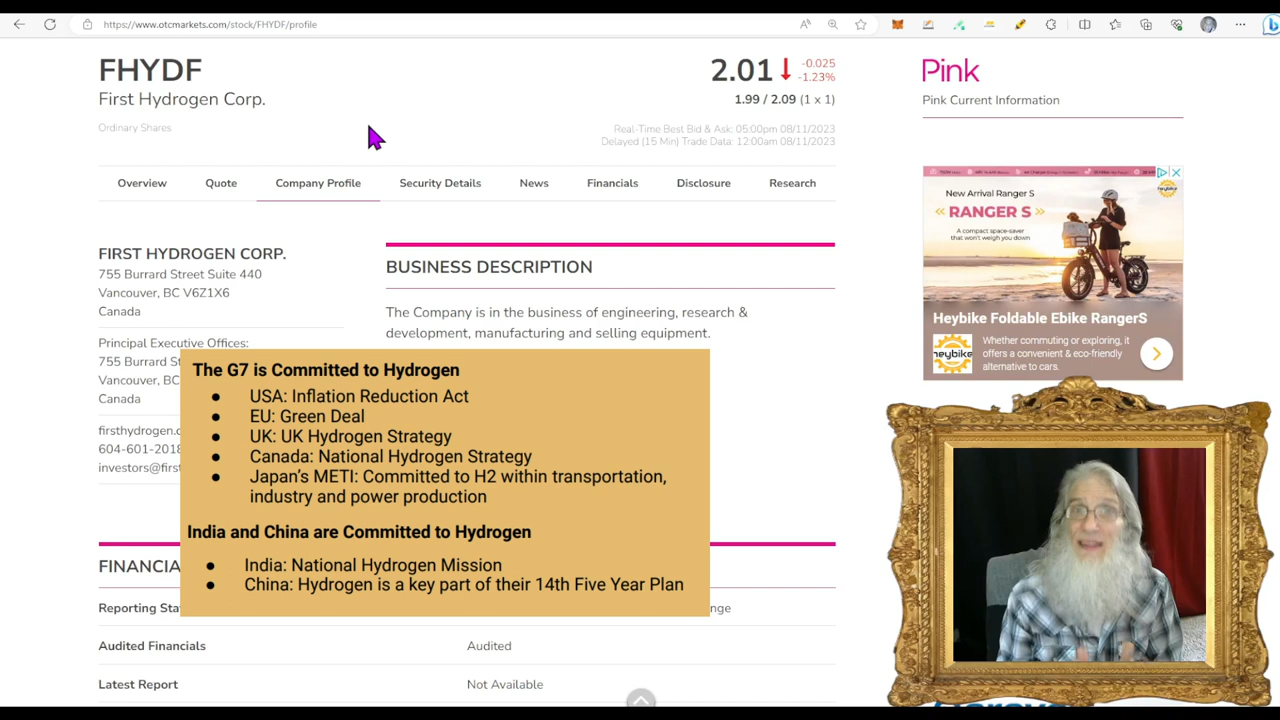 https://www.otcmarkets.com/stock/FHYDF/profile
FHYDF
First Hydrogen Corp.
Ordinary Shares
2.01
-0.025
-1.23%
1.99 / 2.09 (1 x 1)
Real-Time Best Bid & Ask: 05:00pm 08/11/2023
Delayed (15 Min) Trade Data: 12:00am 08/11/2023
Pink
Pink Current Information
Overview
Quote
Company Profile
Security Details
News
Financials
Disclosure
Research
FIRST HYDROGEN CORP.
755 Burrard Street Suite 440
Vancouver, BC V6Z1X6
Canada
Principal Executive Offices:
755 Burrard St
Vancouver, BC
Canada
firsthydrogen.c
604-601-2018
investors@first
BUSINESS DESCRIPTION
The Company is in the business of engineering, research &
development, manufacturing and selling equipment.
The G7 is Committed to Hydrogen
● USA: Inflation Reduction Act
● EU: Green Deal
● UK: UK Hydrogen Strategy
● Canada: National Hydrogen Strategy
● Japan's METI: Committed to H2 within transportation,
industry and power production
India and China are Committed to Hydrogen
● India: National Hydrogen Mission
● China: Hydrogen is a key part of their 14th Five Year Plan
FINANCIA
Reporting Sta
nge
Audited Financials
Audited
Latest Report
Not Available
New Arrival Ranger S
RANGER S
A compact space-saver
that won't weigh you down
heybike
Heybike Foldable Ebike RangerS
heybike
Whether commuting or exploring, it
offers a convenient & eco-friendly
alternative to cars.